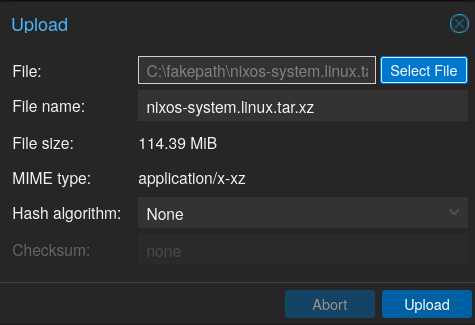 Upload
File: C:\fakepath\nixos-system.linux.ta Select File
File name: nixos-system.linux.tar.xz
File size: 114.39 MiB
MIME type: application/x-xz
Hash algorithm: None
Checksum: none
Abort Upload